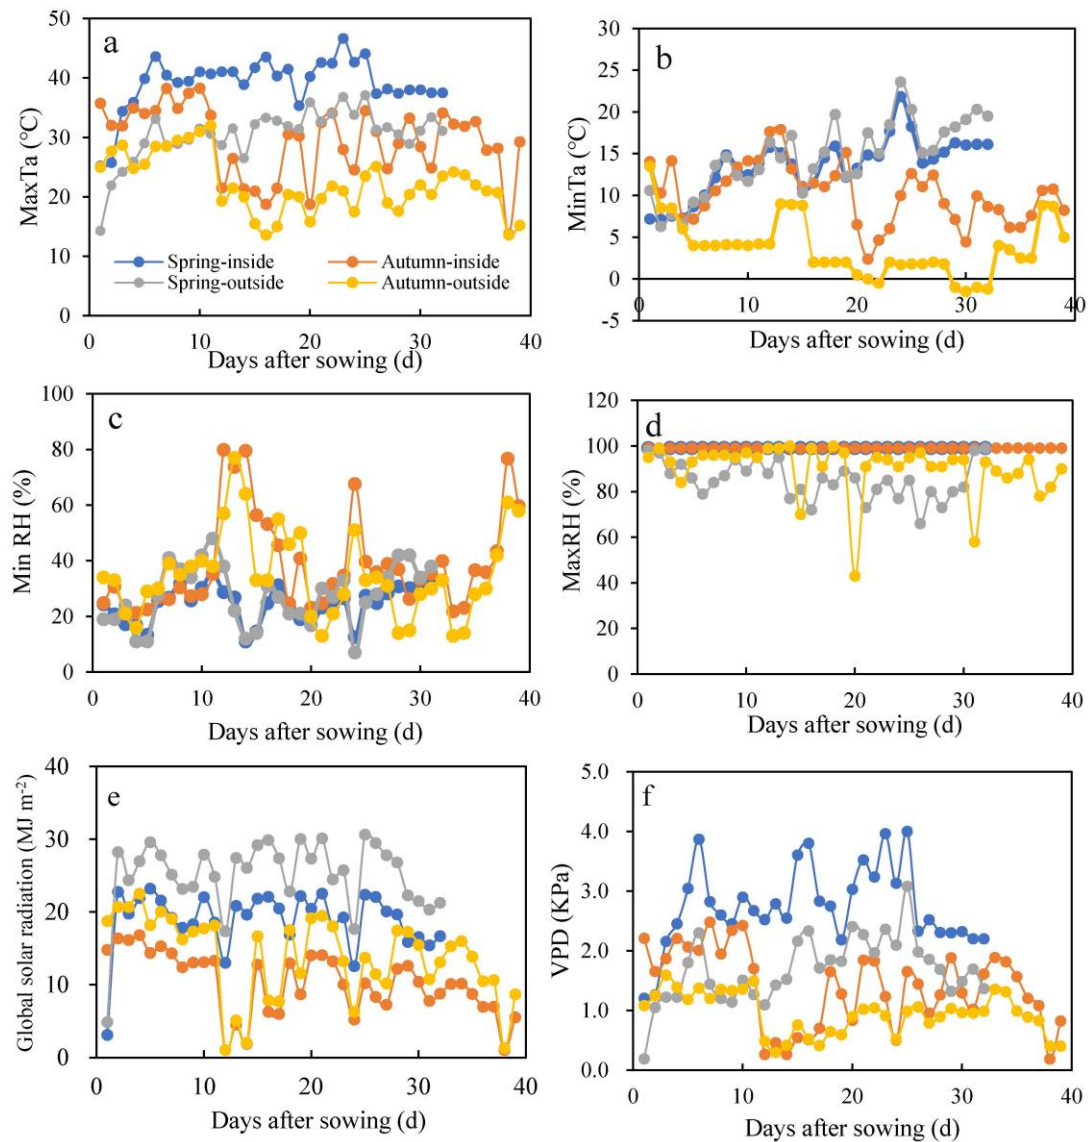 a
50
40
30
20
10
0
MaxTa (°C)
Spring-inside
Autumn-inside
Spring-outside
Autumn-outside
0 10 20 30 40
Days after sowing (d)
b
30
25
20
15
10
5
0
-5
MinTa (°C)
0 10 20 30 40
Days after sowing (d)
c
100
80
60
40
20
0
Min RH (%)
0 10 20 30 40
Days after sowing (d)
d
120
100
80
60
40
20
0
MaxRH (%)
0 10 20 30 40
Days after sowing (d)
e
40
30
20
10
0
Global solar radiation (MJ m⁻²)
0 10 20 30 40
Days after sowing (d)
f
5.0
4.0
3.0
2.0
1.0
0.0
VPD (KPa)
0 10 20 30 40
Days after sowing (d)